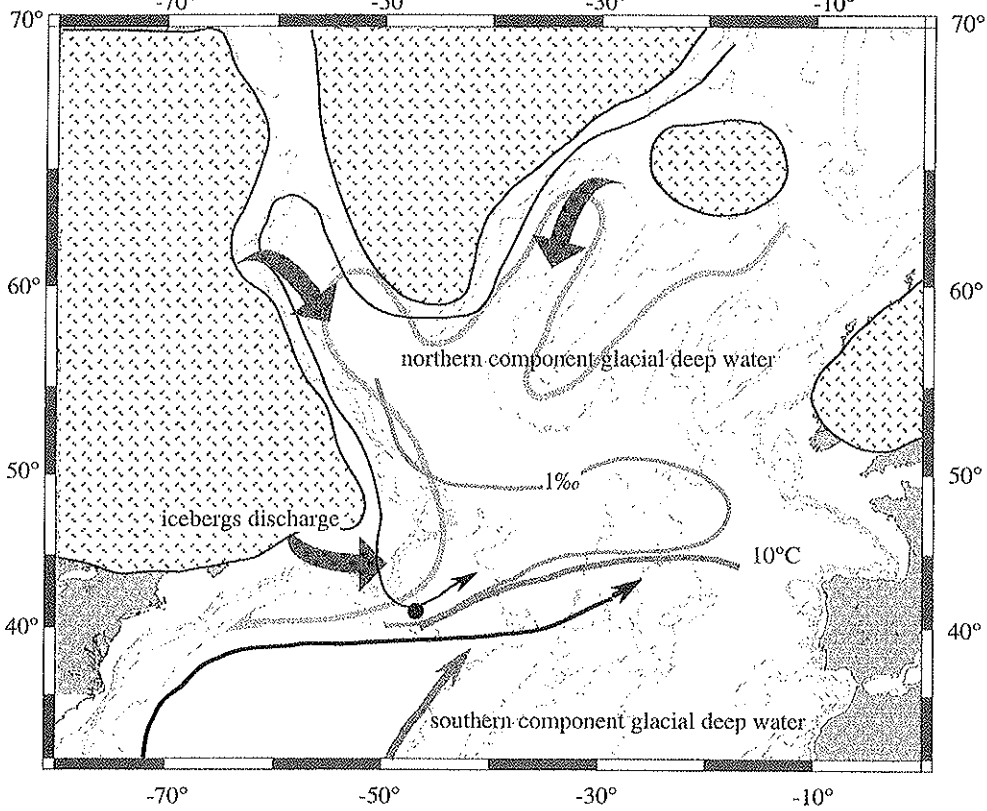 -70° -50° -30° -10°
70° 70°
60° 60°
northern component glacial deep water
50° 50°
1‰
icebergs discharge
10°C
40° 40°
southern component glacial deep water
-70° -50° -30° -10°